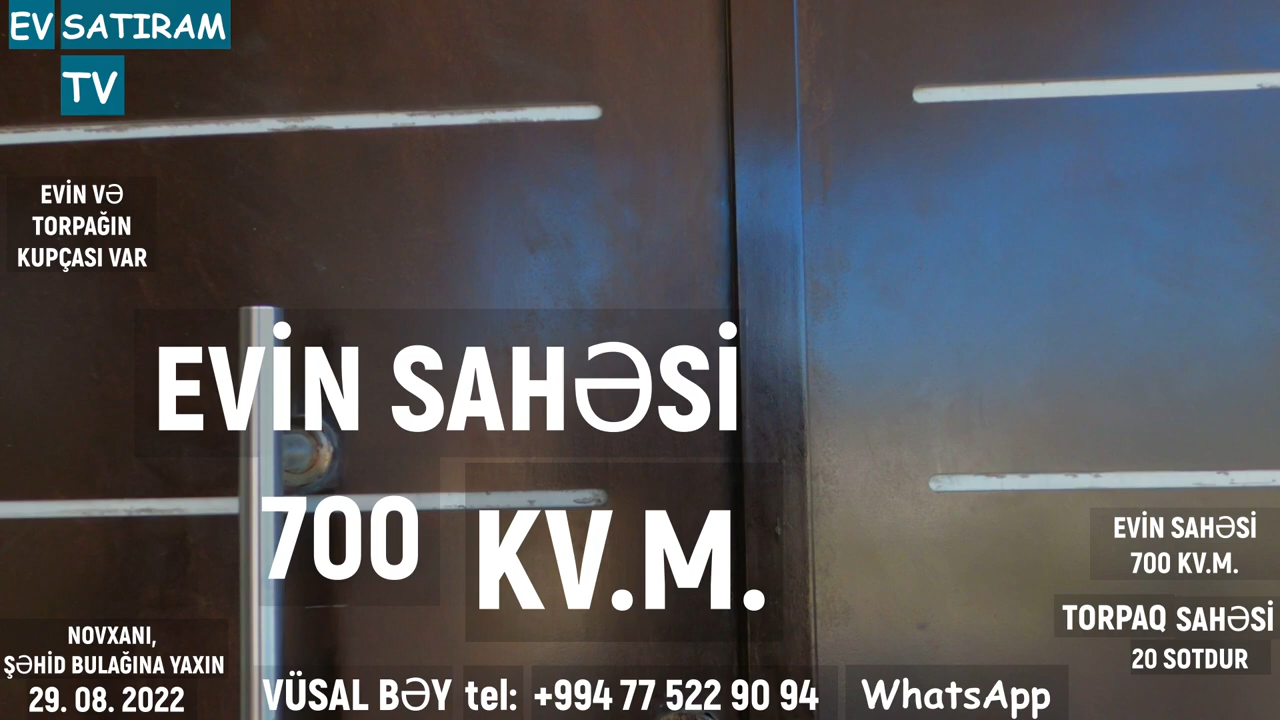 EV SATIRAM
TV
EVİN VƏ
TORPAĞIN
KUPÇASI VAR
EVİN SAHƏSİ
700 KV.M.
EVİN SAHƏSİ
700 KV.M.
TORPAQ SAHƏSİ
20 SOTDUR
NOVXANI,
ŞƏHİD BULAĞINA YAXIN
29. 08. 2022
VÜSAL BƏY tel: +994 77 522 90 94 WhatsApp